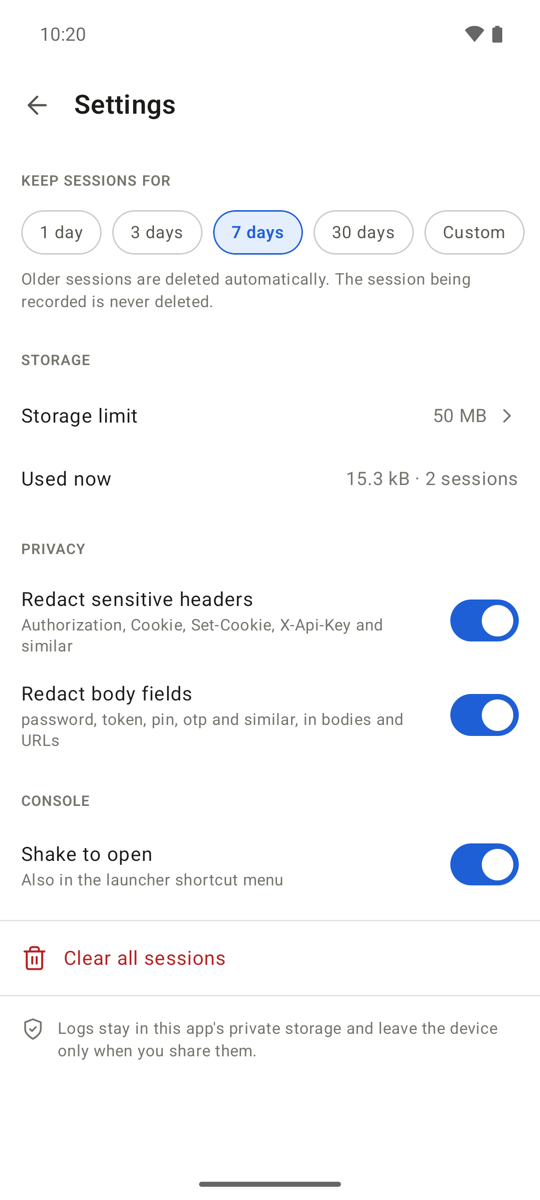 10:20
Settings
KEEP SESSIONS FOR
1 day 3 days 7 days 30 days Custom
Older sessions are deleted automatically. The session being
recorded is never deleted.
STORAGE
Storage limit 50 MB
Used now 15.3 kB · 2 sessions
PRIVACY
Redact sensitive headers
Authorization, Cookie, Set-Cookie, X-Api-Key and
similar
Redact body fields
password, token, pin, otp and similar, in bodies and
URLs
CONSOLE
Shake to open
Also in the launcher shortcut menu
Clear all sessions
Logs stay in this app's private storage and leave the device
only when you share them.